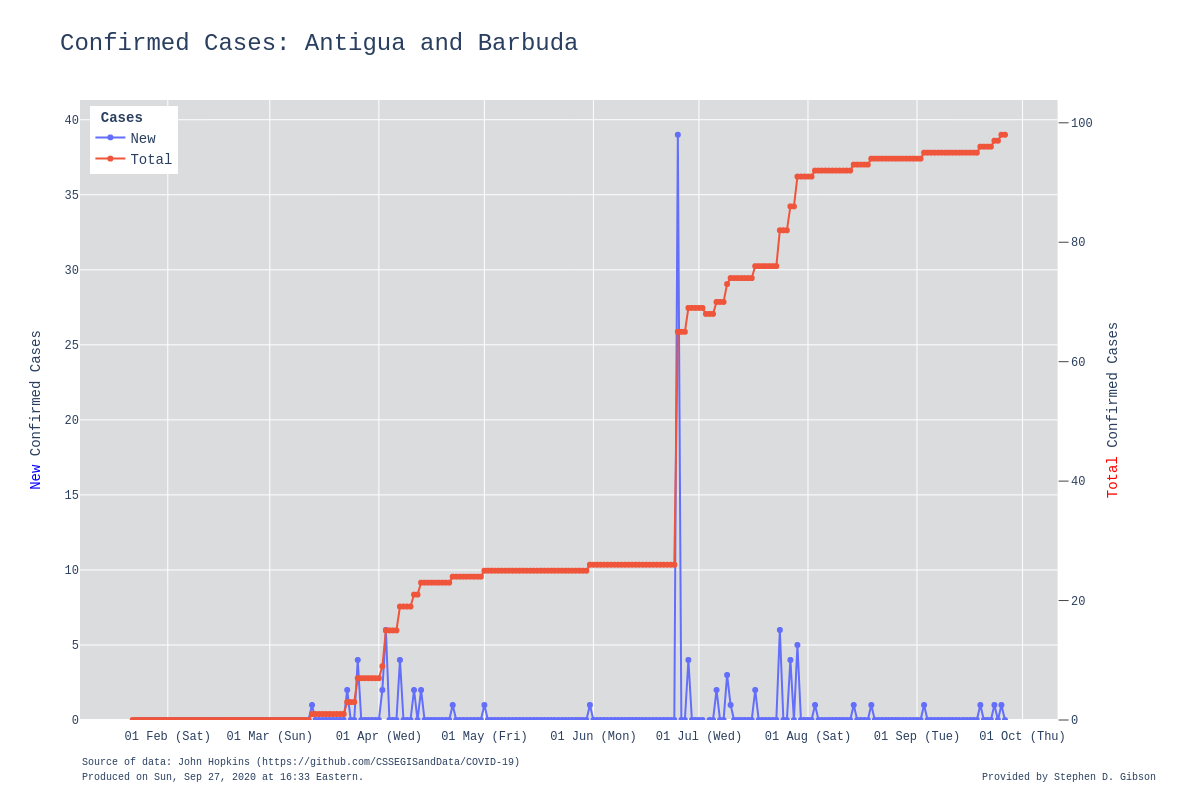 Confirmed Cases: Antigua and Barbuda
Cases
New
Total
40
35
30
25
20
15
10
5
0
New Confirmed Cases
100
80
60
40
20
0
Total Confirmed Cases
01 Feb (Sat) 01 Mar (Sun) 01 Apr (Wed) 01 May (Fri) 01 Jun (Mon) 01 Jul (Wed) 01 Aug (Sat) 01 Sep (Tue) 01 Oct (Thu)
Source of data: John Hopkins (https://github.com/CSSEGISandData/COVID-19)
Produced on Sun, Sep 27, 2020 at 16:33 Eastern.
Provided by Stephen D. Gibson